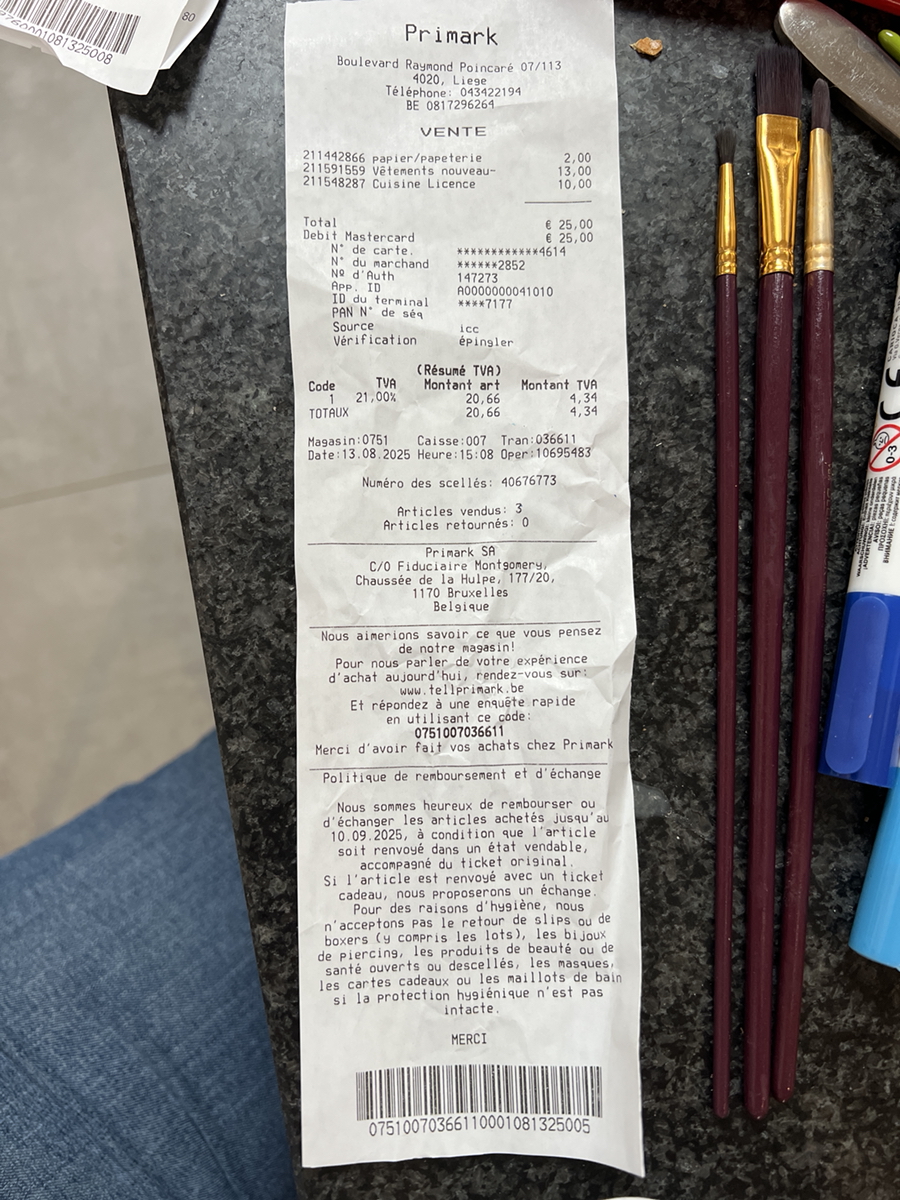 760001081325008
80
Primark
Boulevard Raymond Poincaré 07/113
4020, Liege
Téléphone: 043422194
BE 0817296264
VENTE
211442866 papier/papeterie 2,00
211591559 Vêtements nouveau~ 13,00
211548287 Cuisine Licence 10,00
Total € 25,00
Debit Mastercard € 25,00
N° de carte. ************4614
N° du marchand ******2852
Nº d'Auth 147273
App. ID A0000000041010
ID du terminal ****7177
PAN N° de séq
Source icc
Vérification épingler
(Résumé TVA)
Code TVA Montant art Montant TVA
1 21,00% 20,66 4,34
TOTAUX 20,66 4,34
Magasin:0751 Caisse:007 Tran:036611
Date:13.08.2025 Heure:15:08 Oper:10695483
Numéro des scellés: 40676773
Articles vendus: 3
Articles retournés: 0
Primark SA
C/O Fiduciaire Montgomery,
Chaussée de la Hulpe, 177/20,
1170 Bruxelles
Belgique
Nous aimerions savoir ce que vous pensez
de notre magasin!
Pour nous parler de votre expérience
d'achat aujourd'hui, rendez-vous sur:
www.tellprimark.be
Et répondez à une enquête rapide
en utilisant ce code:
0751007036611
Merci d'avoir fait vos achats chez Primark
Politique de remboursement et d'échange
Nous sommes heureux de rembourser ou
d'échanger les articles achetés jusqu'au
10.09.2025, à condition que l'article
soit renvoyé dans un état vendable,
accompagné du ticket original.
Si l'article est renvoyé avec un ticket
cadeau, nous proposerons un échange.
Pour des raisons d'hygiène, nous
n'acceptons pas le retour de slips ou de
boxers (y compris les lots), les bijoux
de piercing, les produits de beauté ou de
santé ouverts ou descellés, les masques,
les cartes cadeaux ou les maillots de bain
si la protection hygiénique n'est pas
intacte.
MERCI
07510070366110001081325005
0-3